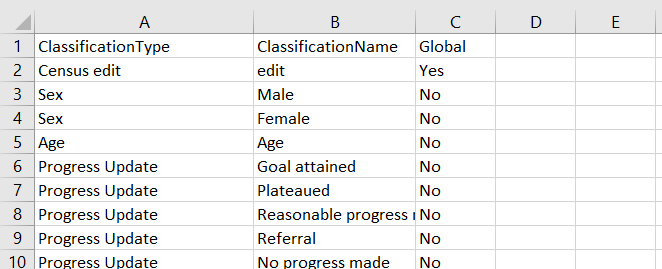 A B C D E
1 ClassificationType ClassificationName Global
2 Census edit edit Yes
3 Sex Male No
4 Sex Female No
5 Age Age No
6 Progress Update Goal attained No
7 Progress Update Plateaued No
8 Progress Update Reasonable progress No
9 Progress Update Referral No
10 Progress Update No progress made No